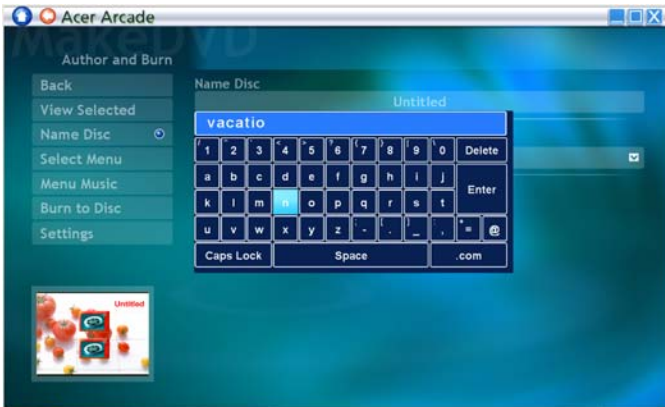 Acer Arcade
MakeDVD
Author and Burn
Back
View Selected
Name Disc
Select Menu
Menu Music
Burn to Disc
Settings
Untitled
Name Disc
Untitled
vacatio
1 2 3 4 5 6 7 8 9 0 Delete
a b c d e f g h i j
Enter
k l m n o p q r s t
u v w x y z - . _ , = @
Caps Lock Space .com